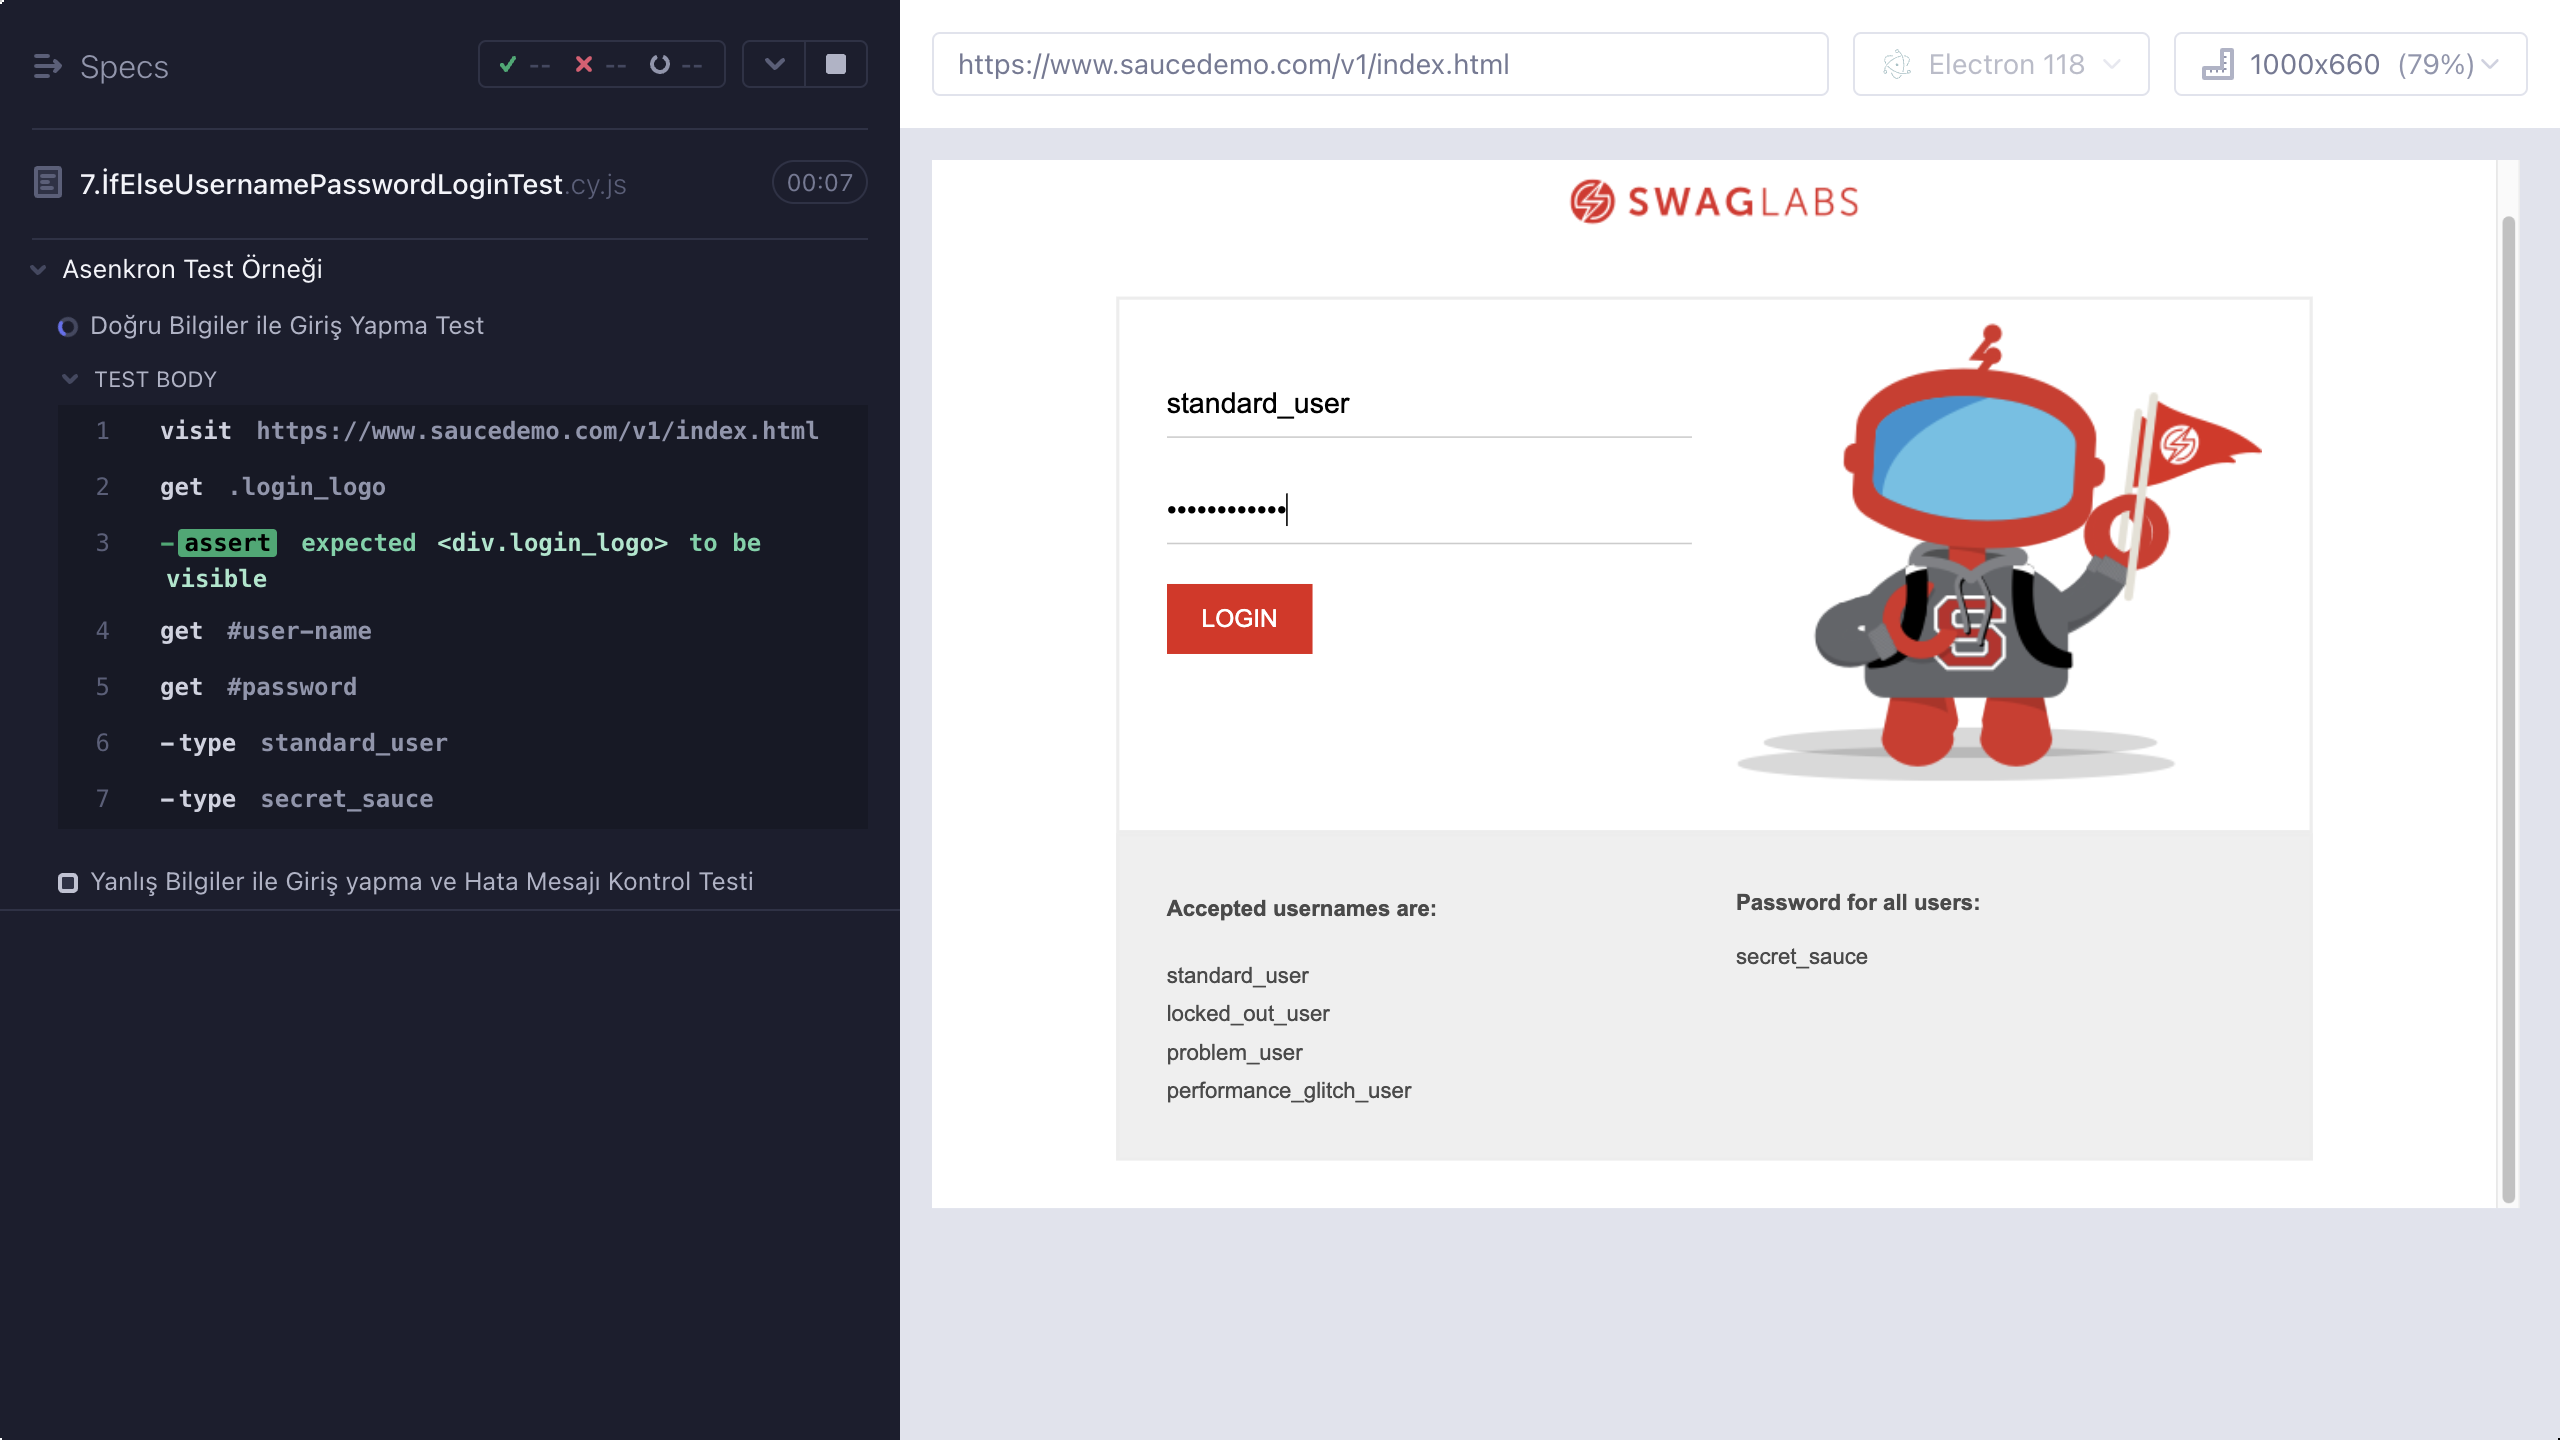 Specs
-- -- --
7.İfElseUsernamePasswordLoginTest.cy.js
00:07
Asenkron Test Örneği
Doğru Bilgiler ile Giriş Yapma Test
TEST BODY
1 visit https://www.saucedemo.com/v1/index.html
2 get .login_logo
3 -assert expected <div.login_logo> to be
visible
4 get #user-name
5 get #password
6 -type standard_user
7 -type secret_sauce
Yanlış Bilgiler ile Giriş yapma ve Hata Mesajı Kontrol Testi
https://www.saucedemo.com/v1/index.html
Electron 118
1000x660 (79%)
SWAGLABS
standard_user
••••••••••••
LOGIN
S
Accepted usernames are:
standard_user
locked_out_user
problem_user
performance_glitch_user
Password for all users:
secret_sauce